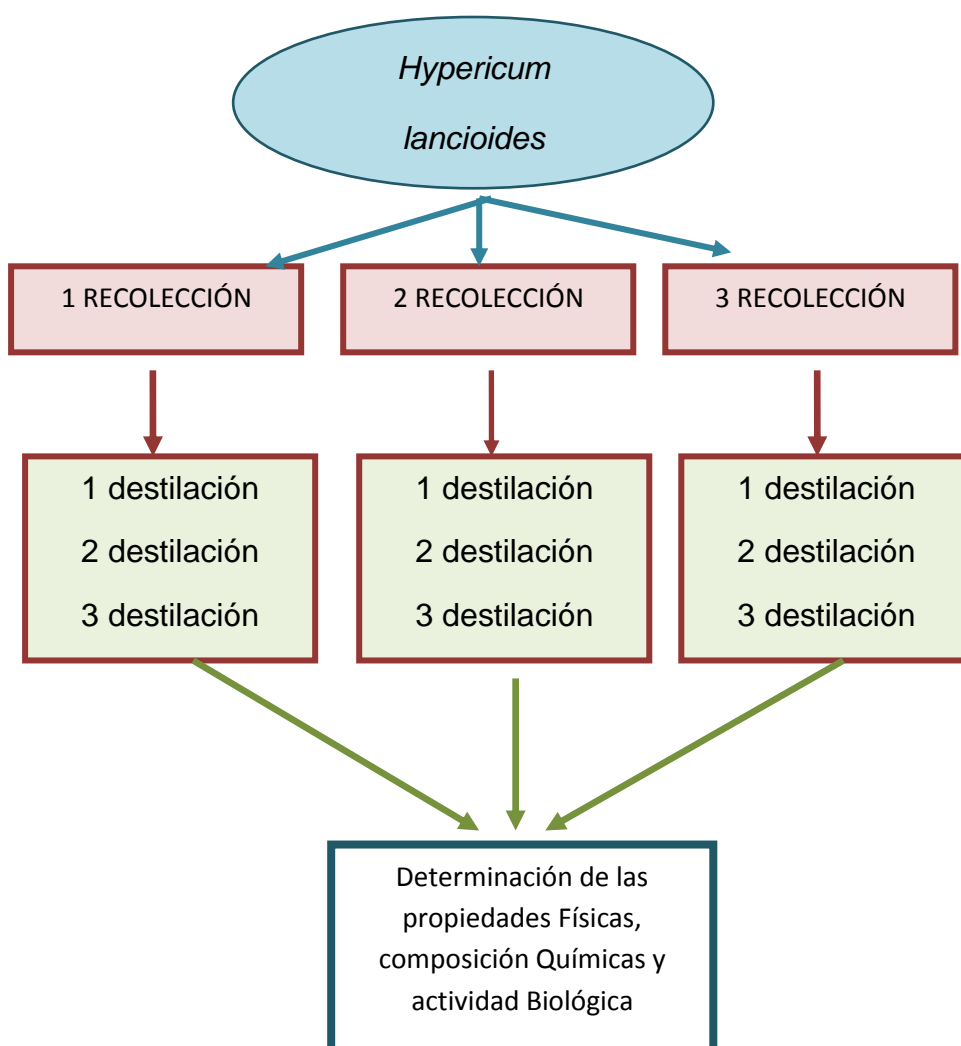 Hypericum
lancioides
1 RECOLECCIÓN
2 RECOLECCIÓN
3 RECOLECCIÓN
1 destilación
2 destilación
3 destilación
1 destilación
2 destilación
3 destilación
1 destilación
2 destilación
3 destilación
Determinación de las
propiedades Físicas,
composición Químicas y
actividad Biológica